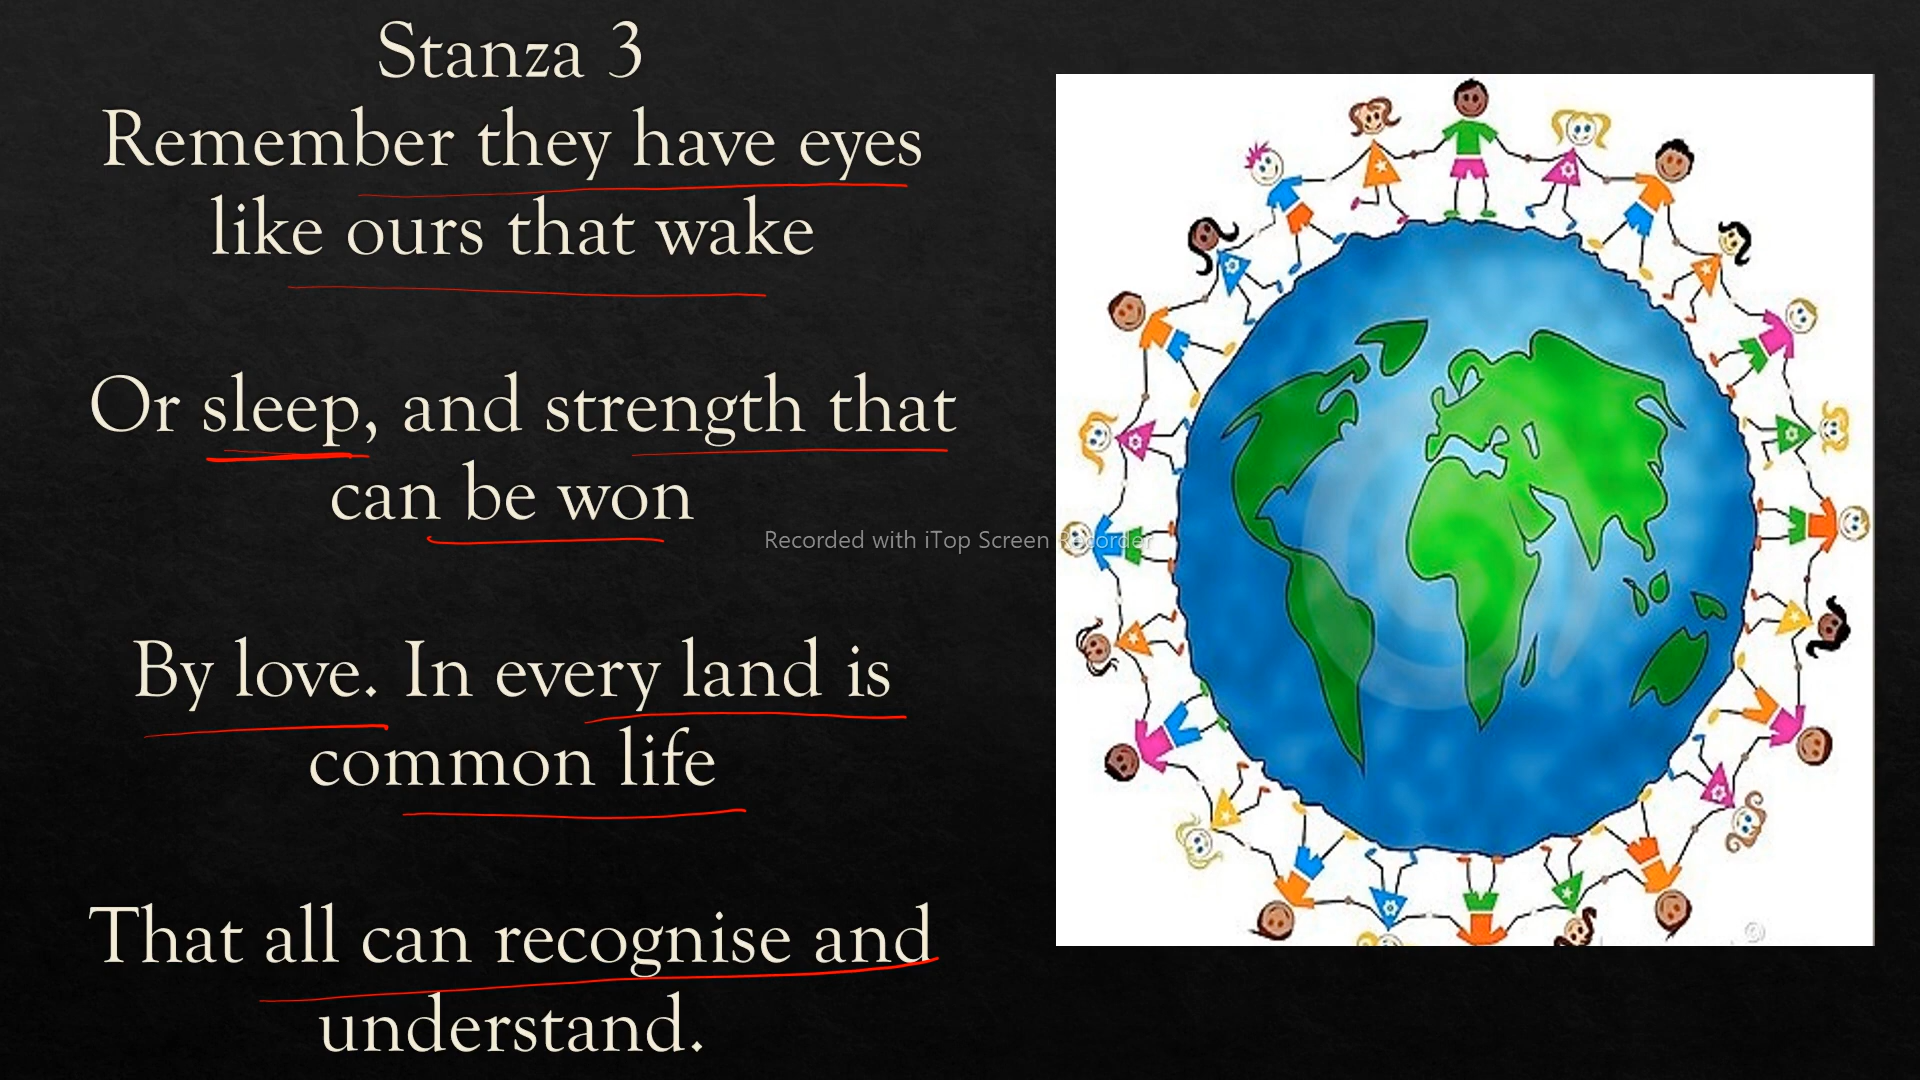 Stanza 3
Remember they have eyes
like ours that wake
Or sleep, and strength that
can be won
Recorded with iTop Screen Recorder
By love. In every land is
common life
That all can recognise and
understand.